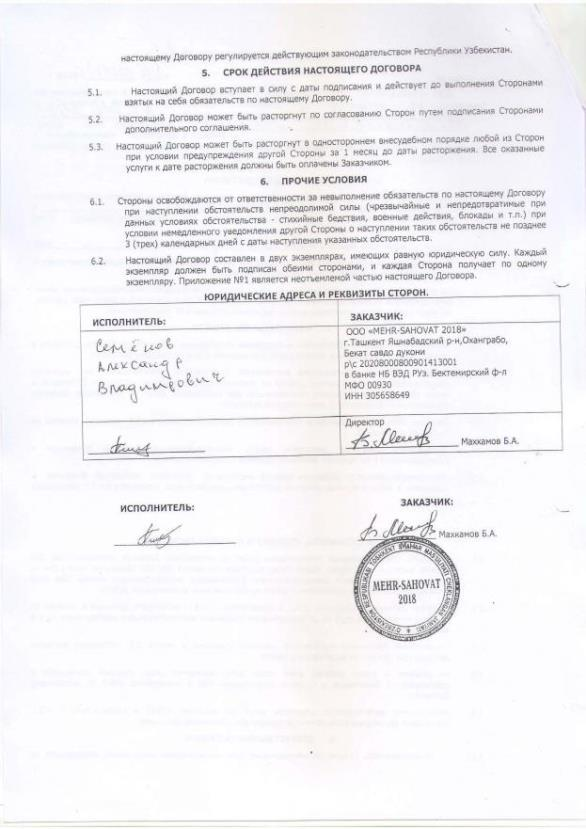 настоящему Договору регулируется действующим законодательством Республики Узбекистан.
5. СРОК ДЕЙСТВИЯ НАСТОЯЩЕГО ДОГОВОРА
5.1. Настоящий Договор вступает в силу с даты подписания и действует до выполнения Сторонами
взятых на себя обязательств по настоящему Договору.
5.2. Настоящий Договор может быть расторгнут по согласованию Сторон путем подписания Сторонами
дополнительного соглашения.
5.3. Настоящий Договор может быть расторгнут в одностороннем внесудебном порядке любой из Сторон
при условии предупреждения другой Стороны за 1 месяц до даты расторжения. Все оказанные
услуги к дате расторжения должны быть оплачены Заказчиком.
6. ПРОЧИЕ УСЛОВИЯ
6.1. Стороны освобождаются от ответственности за невыполнение обязательств по настоящему Договору
при наступлении обстоятельств непреодолимой силы (чрезвычайные и непредотвратимые при
данных условиях обстоятельства - стихийные бедствия, военные действия, блокады и т.п.) при
условии немедленного уведомления другой Стороны о наступлении таких обстоятельств не позднее
3 (трех) календарных дней с даты наступления указанных обстоятельств.
6.2. Настоящий Договор составлен в двух экземплярах, имеющих равную юридическую силу. Каждый
экземпляр должен быть подписан обеими сторонами, и каждая Сторона получает по одному
экземпляру. Приложение №1 является неотъемлемой частью настоящего Договора.
ЮРИДИЧЕСКИЕ АДРЕСА И РЕКВИЗИТЫ СТОРОН.
ИСПОЛНИТЕЛЬ:
Семёнов
Александр
Владимирович
ЗАКАЗЧИК:
ООО «MEHR-SAHOVAT 2018»
г.Ташкент Яшнабадский р-н,Оханграбо,
Бекат савдо дукони
р\с 20208000800901413001
в банке НБ ВЭД РУз. Бектемирский ф-л
МФО 00930
ИНН 305658649
Директор
Махкамов Б.А.
ИСПОЛНИТЕЛЬ:
ЗАКАЗЧИК:
Махкамов Б.А.
MEHR-SAHOVAT
2018